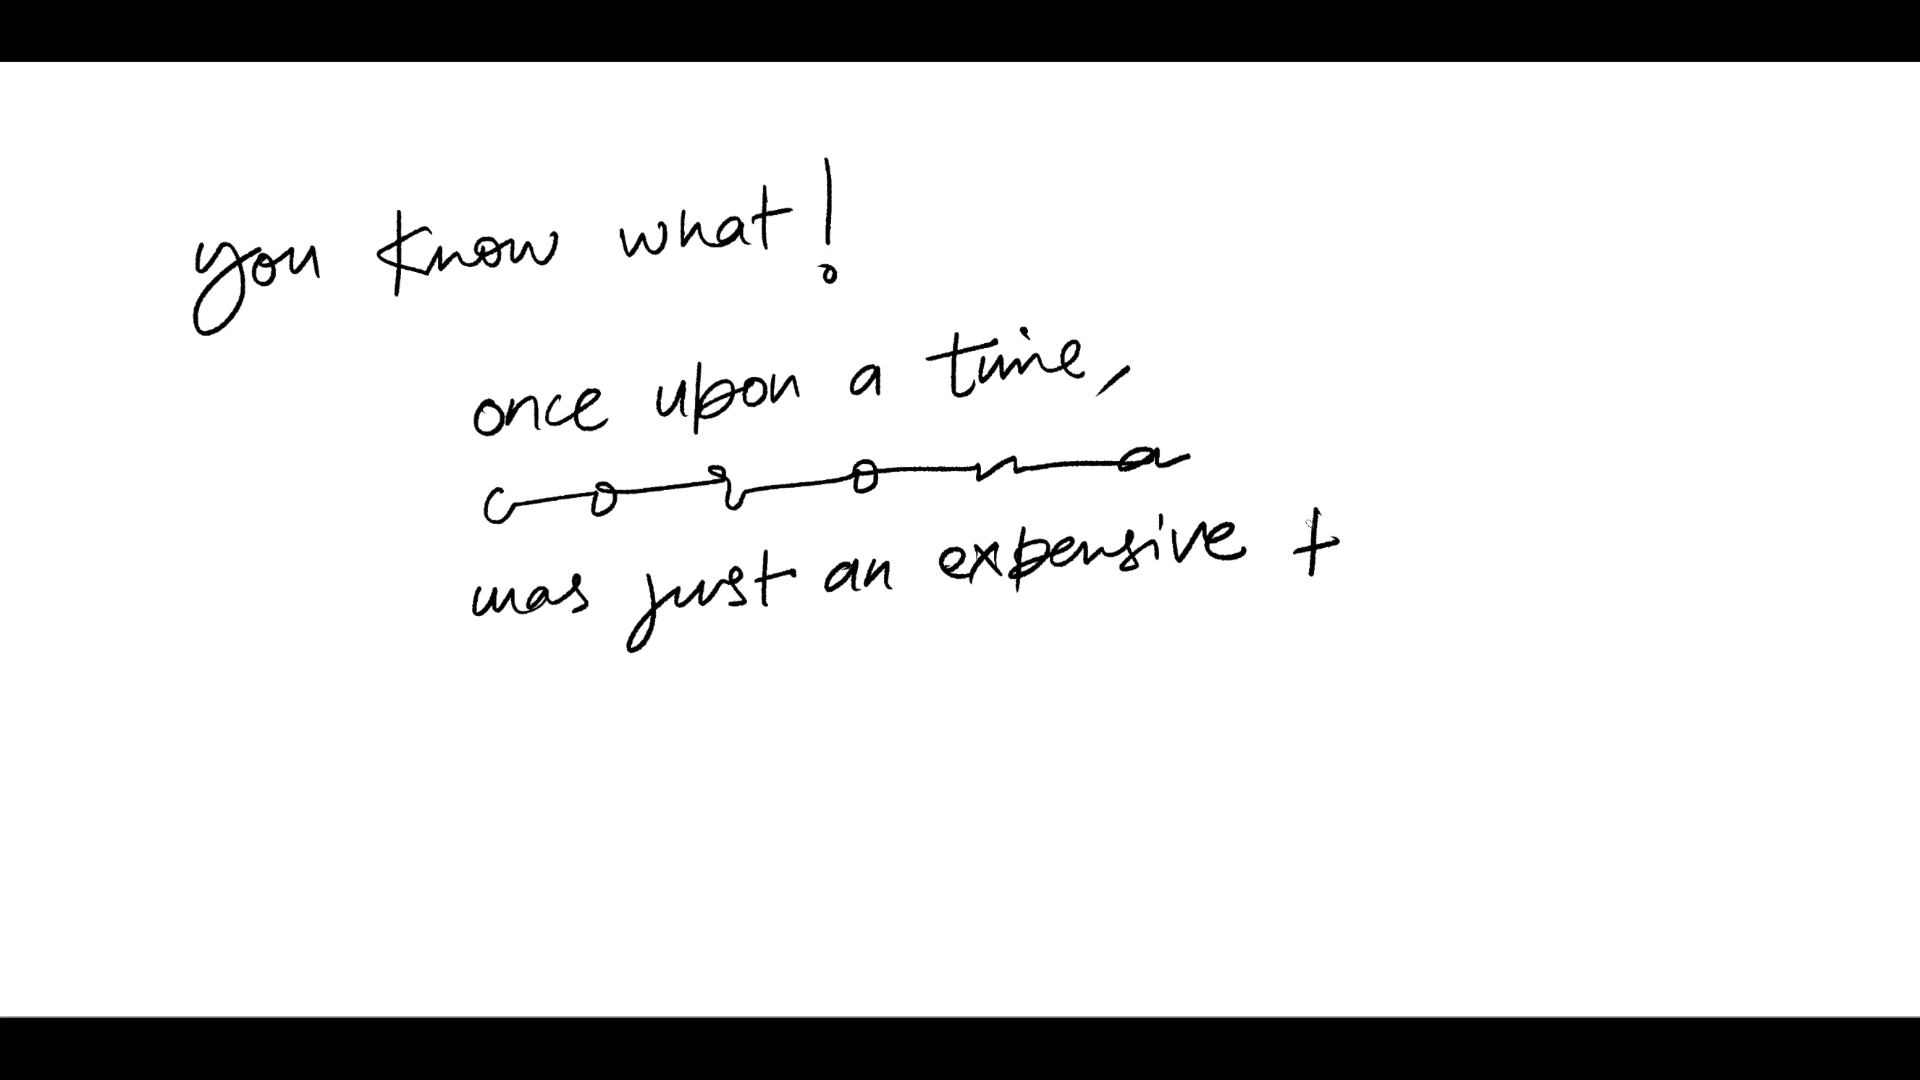 you know what!
once upon a time,
corona
was just an expensive t